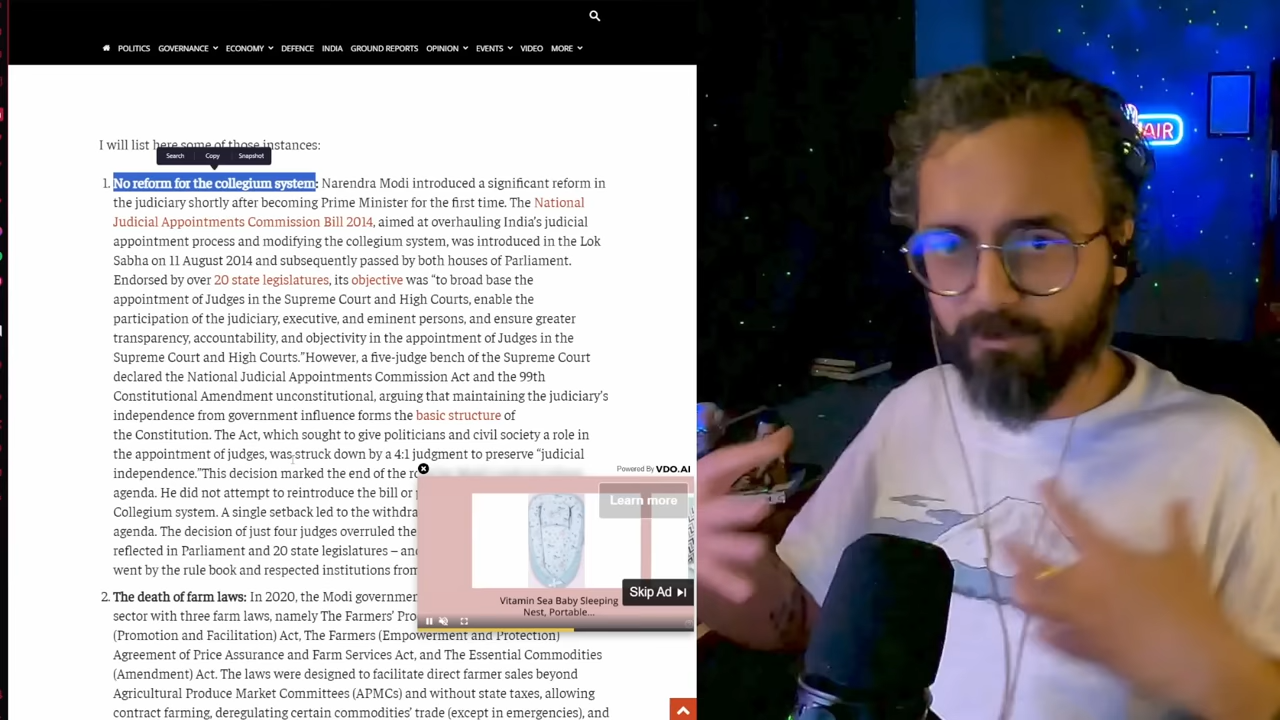 POLITICS GOVERNANCE ECONOMY DEFENCE INDIA GROUND REPORTS OPINION EVENTS VIDEO MORE
AIR
I will list here some of those instances:
Search Copy Snapshot
1. No reform for the collegium system: Narendra Modi introduced a significant reform in
the judiciary shortly after becoming Prime Minister for the first time. The National
Judicial Appointments Commission Bill 2014, aimed at overhauling India’s judicial
appointment process and modifying the collegium system, was introduced in the Lok
Sabha on 11 August 2014 and subsequently passed by both houses of Parliament.
Endorsed by over 20 state legislatures, its objective was “to broad base the
appointment of Judges in the Supreme Court and High Courts, enable the
participation of the judiciary, executive, and eminent persons, and ensure greater
transparency, accountability, and objectivity in the appointment of Judges in the
Supreme Court and High Courts.”However, a five-judge bench of the Supreme Court
declared the National Judicial Appointments Commission Act and the 99th
Constitutional Amendment unconstitutional, arguing that maintaining the judiciary’s
independence from government influence forms the basic structure of
the Constitution. The Act, which sought to give politicians and civil society a role in
the appointment of judges, was struck down by a 4:1 judgment to preserve “judicial
independence.”This decision marked the end of the
agenda. He did not attempt to reintroduce the bill or
Collegium system. A single setback led to the
agenda. The decision of just four judges overruled the
reflected in Parliament and 20 state legislatures –
went by the rule book and respected institutions from
Powered By VDO.AI
Learn more
Skip Ad
Vitamin Sea Baby Sleeping
Nest, Portable...
2. The death of farm laws: In 2020, the Modi
sector with three farm laws, namely The Farmers’
(Promotion and Facilitation) Act, The Farmers (Empowerment and Protection)
Agreement of Price Assurance and Farm Services Act, and The Essential Commodities
(Amendment) Act. The laws were designed to facilitate direct farmer sales beyond
Agricultural Produce Market Committees (APMCs) and without state taxes, allowing
contract farming, deregulating certain commodities’ trade (except in emergencies), and